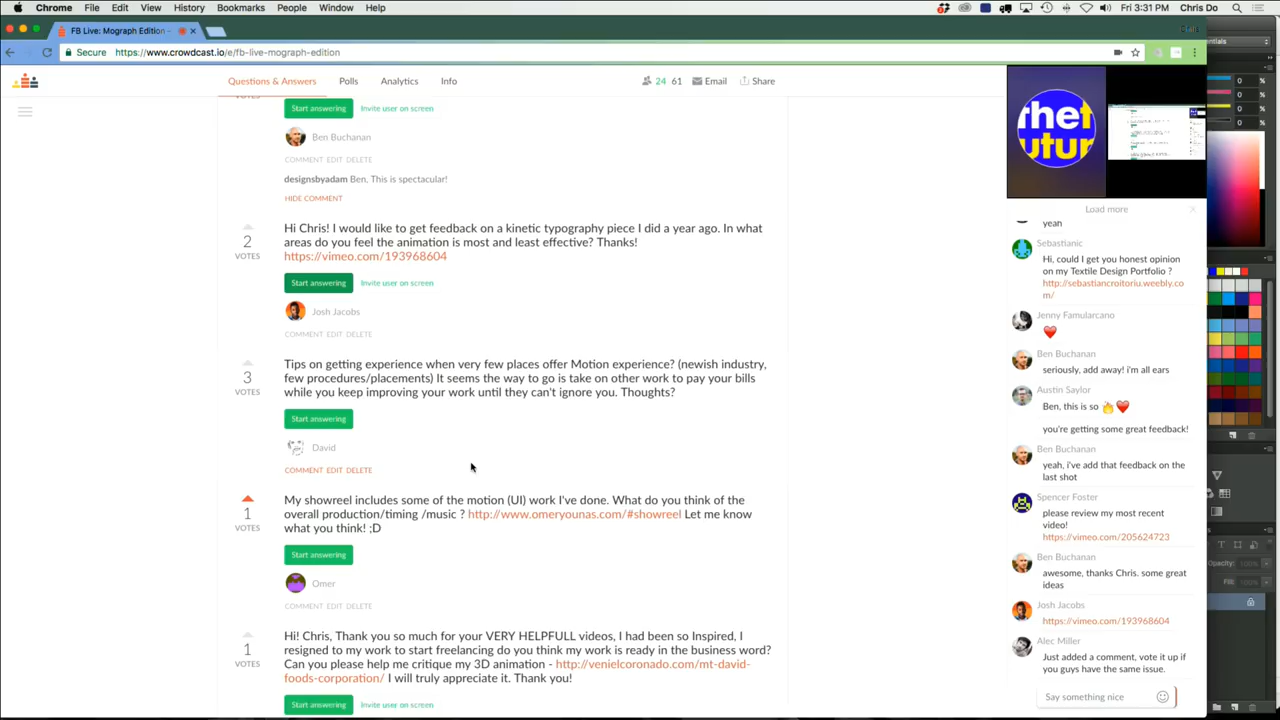 Chrome File Edit View History Bookmarks People Window Help
Fri 3:31 PM Chris Do
FB Live: Mograph Edition -
Secure https://www.crowdcast.io/e/fb-live-mograph-edition
Questions & Answers Polls Analytics Info
24 61 Email Share
VOTES
Start answering Invite user on screen
Ben Buchanan
COMMENT EDIT DELETE
designsbyadam Ben, This is spectacular!
HIDE COMMENT
2
VOTES
Hi Chris! I would like to get feedback on a kinetic typography piece I did a year ago. In what
areas do you feel the animation is most and least effective? Thanks!
https://vimeo.com/193968604
Start answering Invite user on screen
Josh Jacobs
COMMENT EDIT DELETE
3
VOTES
Tips on getting experience when very few places offer Motion experience? (newish industry,
few procedures/placements) It seems the way to go is take on other work to pay your bills
while you keep improving your work until they can't ignore you. Thoughts?
Start answering
David
COMMENT EDIT DELETE
1
VOTES
My showreel includes some of the motion (UI) work I've done. What do you think of the
overall production/timing /music ? http://www.omeryounas.com/#showreel Let me know
what you think! ;D
Start answering
Omer
COMMENT EDIT DELETE
1
VOTES
Hi! Chris, Thank you so much for your VERY HELPFULL videos, I had been so Inspired, I
resigned to my work to start freelancing do you think my work is ready in the business word?
Can you please help me critique my 3D animation - http://venielcoronado.com/mt-david-
foods-corporation/ I will truly appreciate it. Thank you!
Start answering Invite user on screen
the
futur
Load more
yeah
Sebastianic
Hi, could I get you honest opinion
on my Textile Design Portfolio ?
http://sebastiancroitoriu.weebly.co
m/
Jenny Famularcano
Ben Buchanan
seriously, add away! i'm all ears
Austin Saylor
Ben, this is so
you're getting some great feedback!
Ben Buchanan
yeah, i've add that feedback on the
last shot
Spencer Foster
please review my most recent
video!
https://vimeo.com/205624723
Ben Buchanan
awesome, thanks Chris. some great
ideas
Josh Jacobs
https://vimeo.com/193968604
Alec Miller
Just added a comment, vote it up if
you guys have the same issue.
Say something nice
entials
0 %
0 %
0 %
Opacity: 100%
Fill: 100%